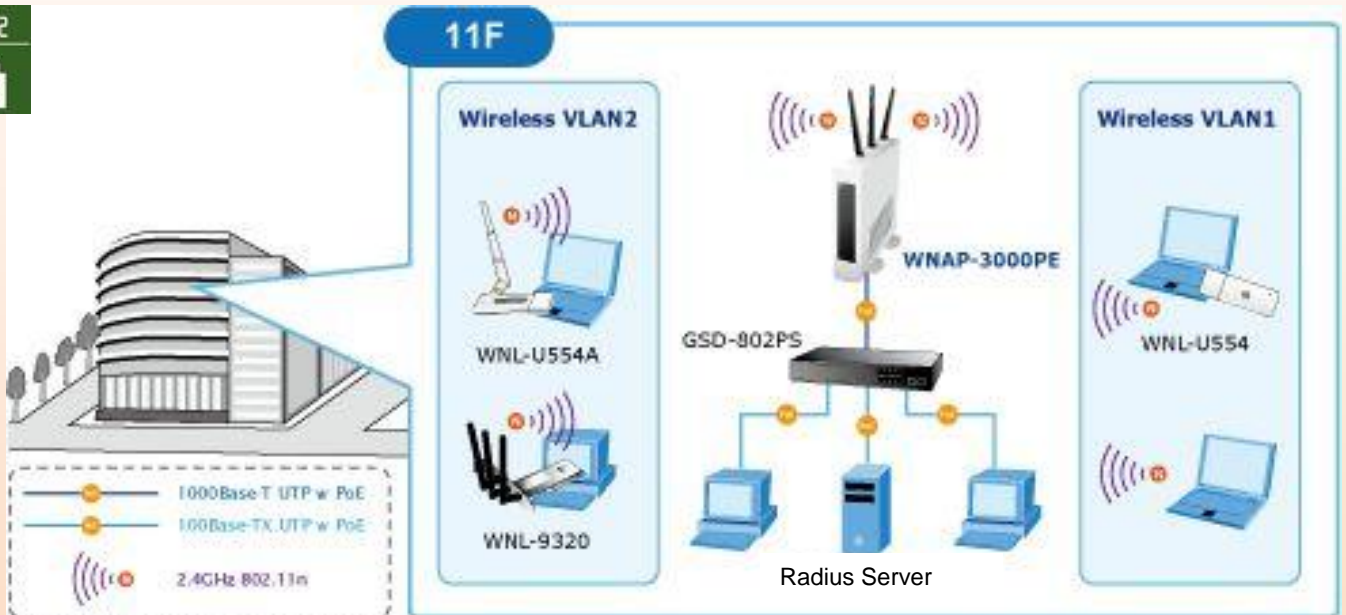 11F
Wireless VLAN2
Wireless VLAN1
WNAP-3000PE
GSD-802PS
WNL-U554A
WNL-U554
WNL-9320
Radius Server
1000Base-T UTP w PoE
100Base-TX UTP w PoE
2.4GHz 802.11n